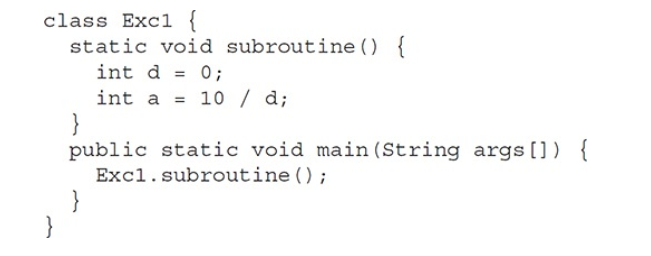 class Exc1 {
static void subroutine() {
int d = 0;
int a = 10 / d;
}
public static void main(String args[]) {
Exc1.subroutine();
}
}